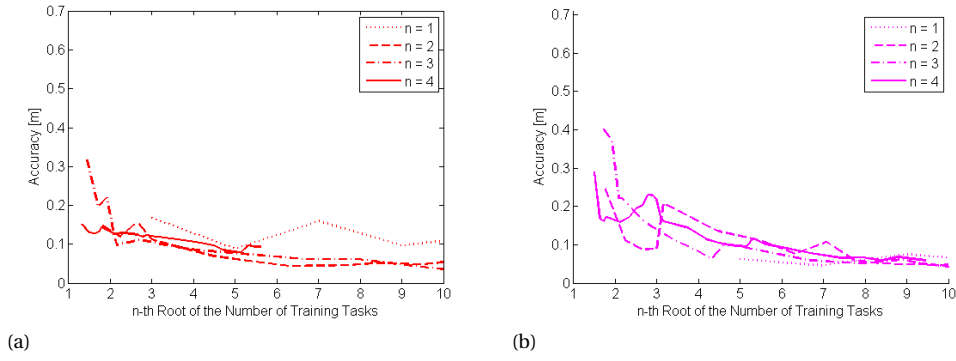 0.7
0.6
0.5
0.4
0.3
0.2
0.1
0
Accuracy [m]
n = 1
n = 2
n = 3
n = 4
1 2 3 4 5 6 7 8 9 10
n-th Root of the Number of Training Tasks
(a)
0.7
0.6
0.5
0.4
0.3
0.2
0.1
0
Accuracy [m]
n = 1
n = 2
n = 3
n = 4
1 2 3 4 5 6 7 8 9 10
n-th Root of the Number of Training Tasks
(b)